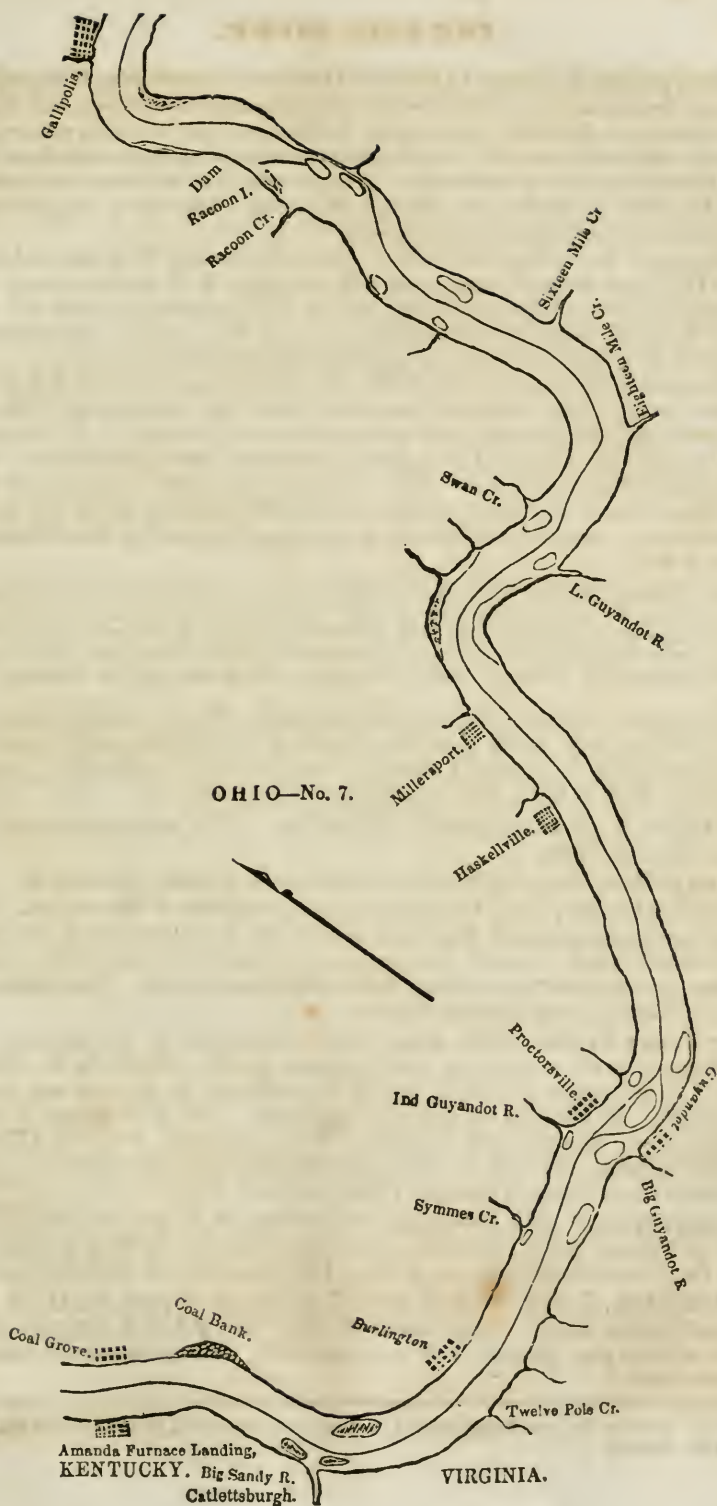 Gallipolis,
Dam
Racoon I.
Racoon Cr.
Sixteen Mile Cr
Eighteen Mile Cr.
Swan Cr.
L. Guyandot R.
Millersport.
OHIO—No. 7.
Haskellville.
Proctorsville.
Guyandot
Ind Guyandot R.
Big Guyandot R
Symmes Cr.
Coal Bank.
Burlington
Coal Grove.
Twelve Pole Cr.
Amanda Furnace Landing,
KENTUCKY. Big Sandy R. VIRGINIA.
Catlettsburgh.